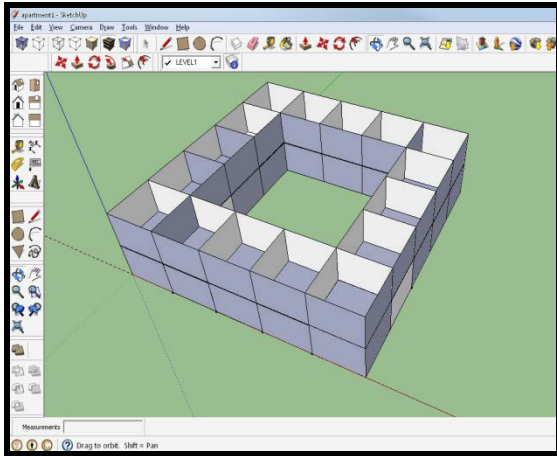 apartment1 - SketchUp
File Edit View Camera Draw Tools Window Help
LEVEL1
Measurements
Drag to orbit. Shift = Pan